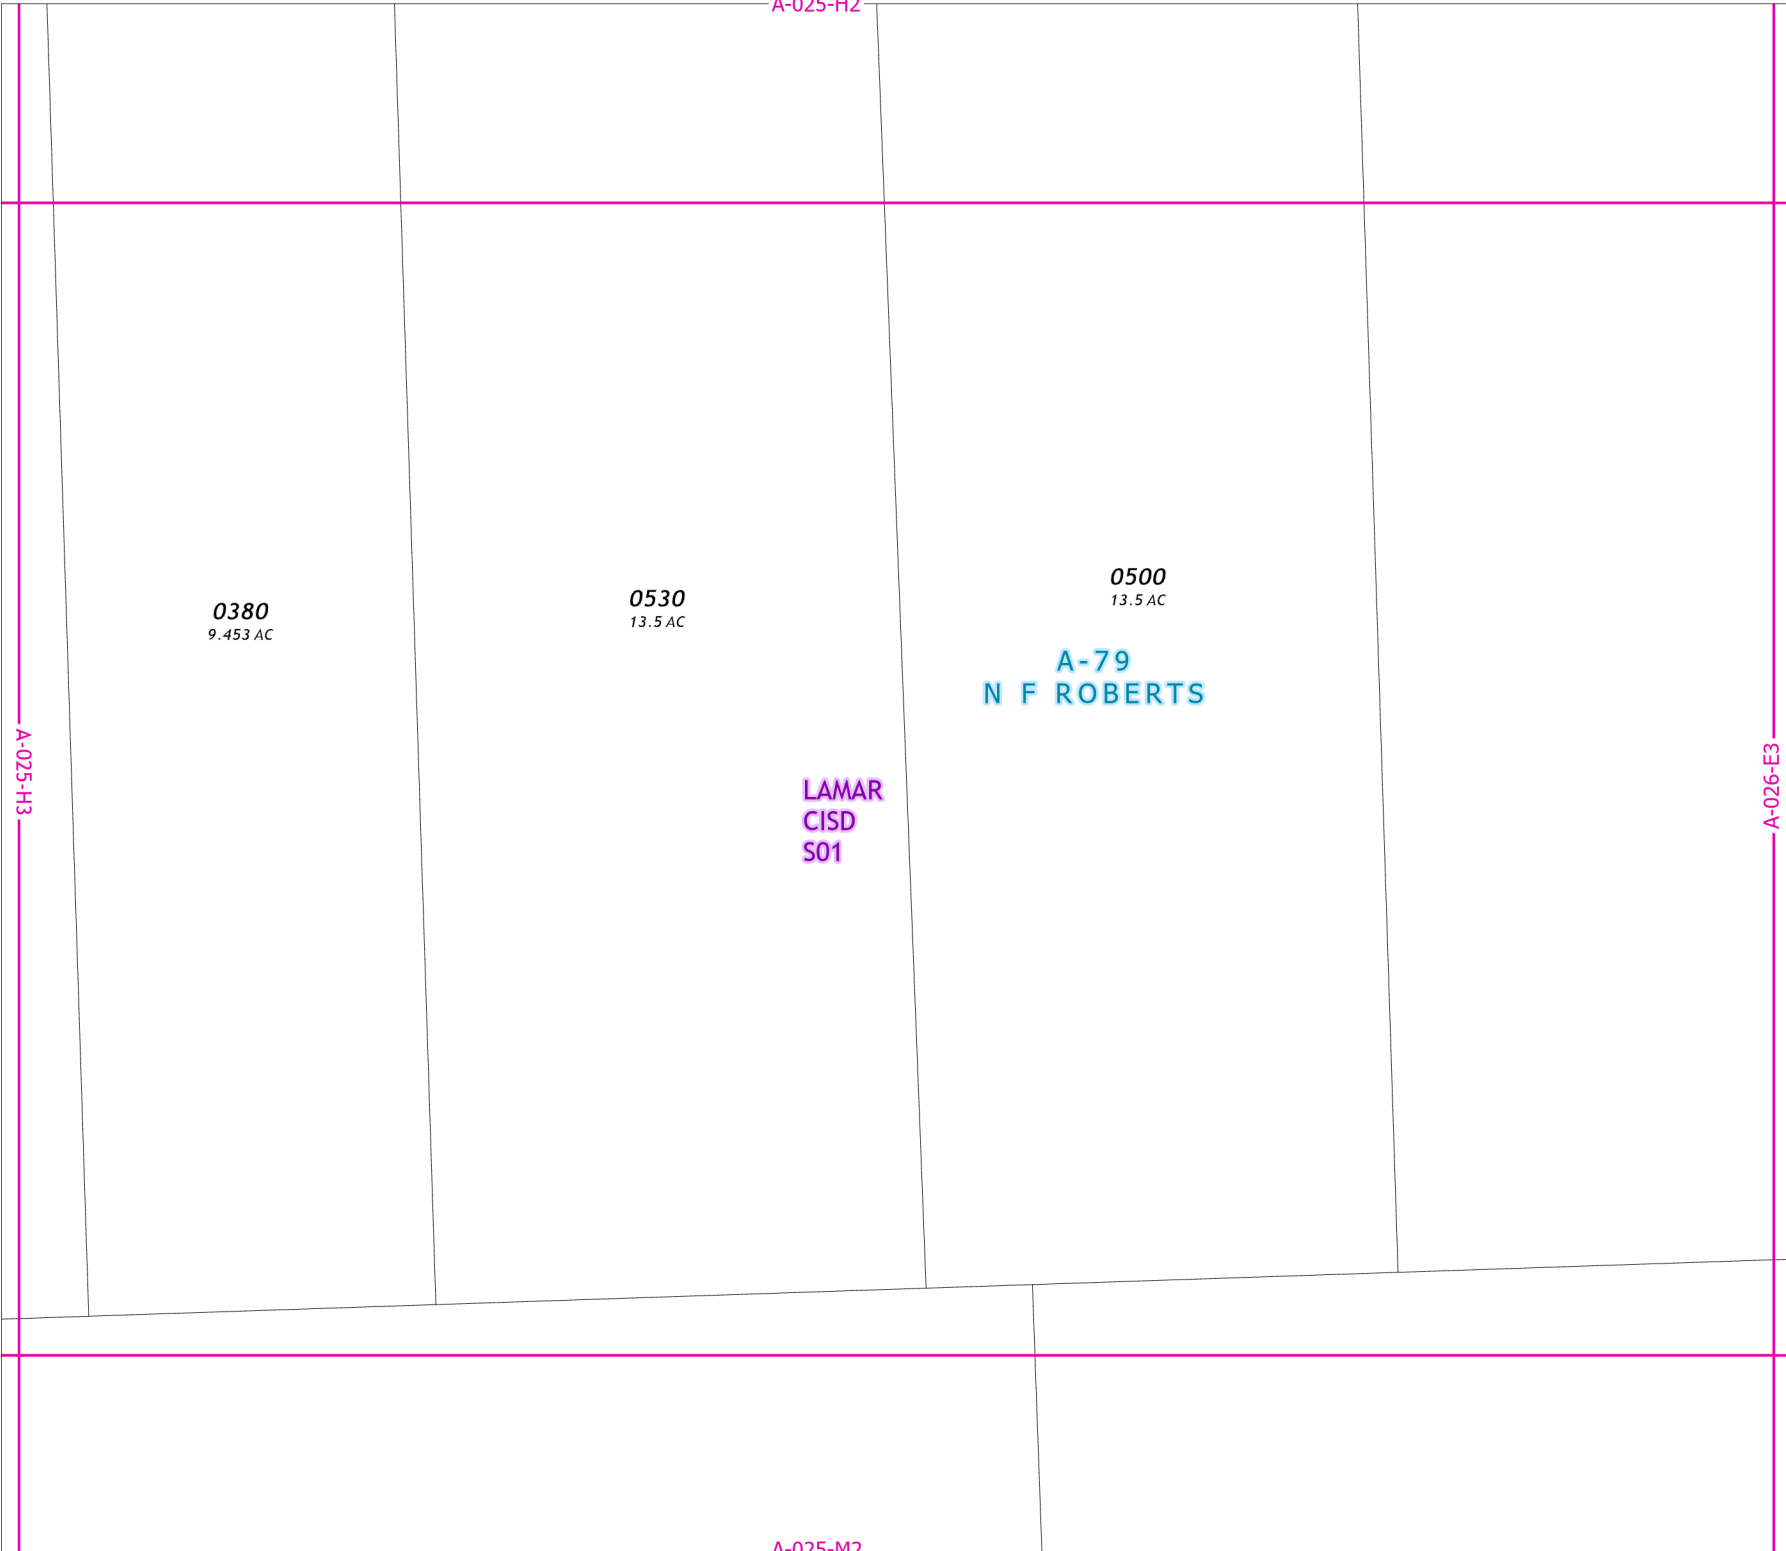 A-025-H2
0500
13.5 AC
0530
13.5 AC
0380
9.453 AC
A-79
N F ROBERTS
A-025-H3
A-026-E3
LAMAR
CISD
S01
A-025-M2